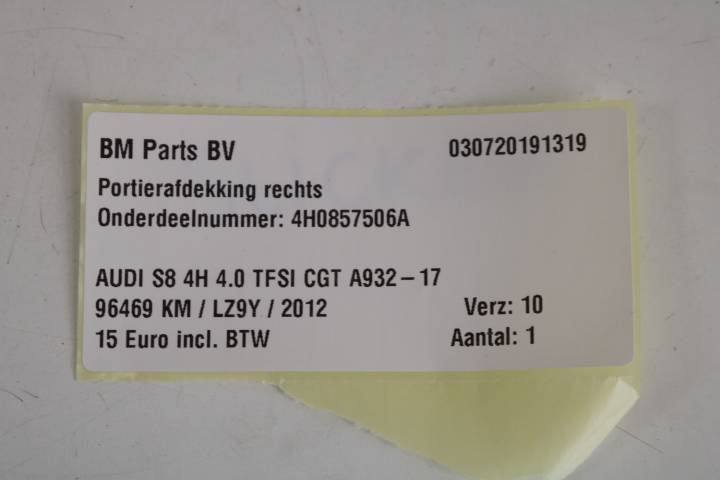 BM Parts BV 030720191319
Portierafdekking rechts
Onderdeelnummer: 4H0857506A
AUDI S8 4H 4.0 TFSI CGT A932-17
96469 KM / LZ9Y / 2012 Verz: 10
15 Euro incl. BTW Aantal: 1